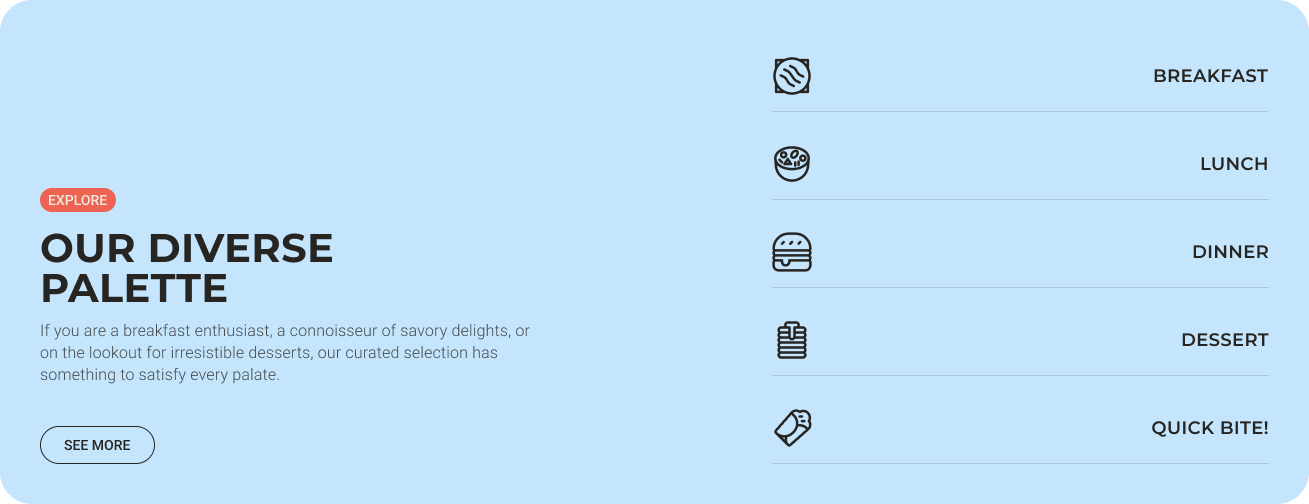 EXPLORE
OUR DIVERSE
PALETTE
If you are a breakfast enthusiast, a connoisseur of savory delights, or
on the lookout for irresistible desserts, our curated selection has
something to satisfy every palate.
SEE MORE
BREAKFAST
LUNCH
DINNER
DESSERT
QUICK BITE!